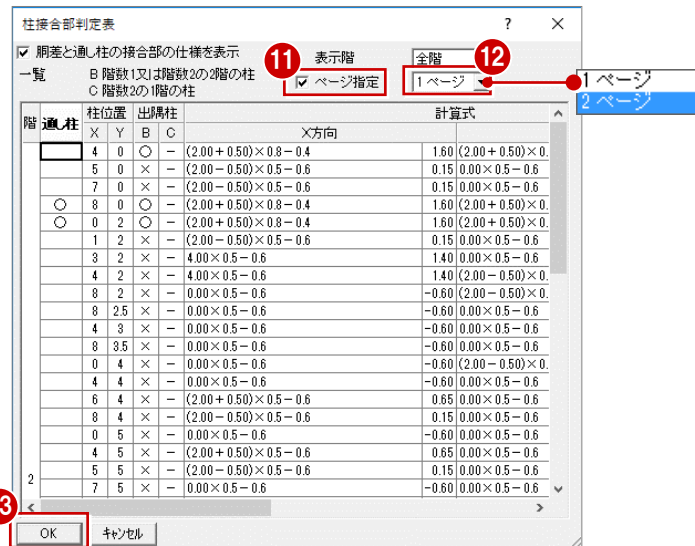 柱接合部判定表 ? ×
胴差と通し柱の接合部の仕様を表示 表示階 全階
一覧 B 階数1又は階数2の2階の柱 11 ページ指定 12 1 ページ
C 階数2の1階の柱
1 ページ
2 ページ
階 通し柱 柱位置 出隅柱 計算式
X Y B C X方向
4 0 ○ − (2.00+0.50)×0.8−0.4 1.60 (2.00+0.50)×0.
5 0 × − (2.00−0.50)×0.5−0.6 0.15 0.00×0.5−0.6
7 0 × − (2.00−0.50)×0.5−0.6 0.15 0.00×0.5−0.6
○ 8 0 ○ − (2.00+0.50)×0.8−0.4 1.60 (2.00+0.50)×0.
○ 0 2 ○ − (2.00+0.50)×0.8−0.4 1.60 (2.00+0.50)×0.
1 2 × − (2.00−0.50)×0.5−0.6 0.15 0.00×0.5−0.6
3 2 × − 4.00×0.5−0.6 1.40 0.00×0.5−0.6
4 2 × − 4.00×0.5−0.6 1.40 (2.00−0.50)×0.
8 2 × − 0.00×0.5−0.6 −0.60 (2.00−0.50)×0.
8 2.5 × − 0.00×0.5−0.6 −0.60 0.00×0.5−0.6
4 3 × − 0.00×0.5−0.6 −0.60 0.00×0.5−0.6
8 3.5 × − 0.00×0.5−0.6 −0.60 0.00×0.5−0.6
0 4 × − 0.00×0.5−0.6 −0.60 (2.00−0.50)×0.
4 4 × − 0.00×0.5−0.6 −0.60 0.00×0.5−0.6
6 4 × − (2.00+0.50)×0.5−0.6 0.65 0.00×0.5−0.6
8 4 × − (2.00−0.50)×0.5−0.6 0.15 0.00×0.5−0.6
0 5 × − 0.00×0.5−0.6 −0.60 0.00×0.5−0.6
4 5 × − (2.00+0.50)×0.5−0.6 0.65 0.00×0.5−0.6
5 5 × − (2.00−0.50)×0.5−0.6 0.15 0.00×0.5−0.6
2 7 5 × − 0.00×0.5−0.6 −0.60 0.00×0.5−0.6
3
OK キャンセル